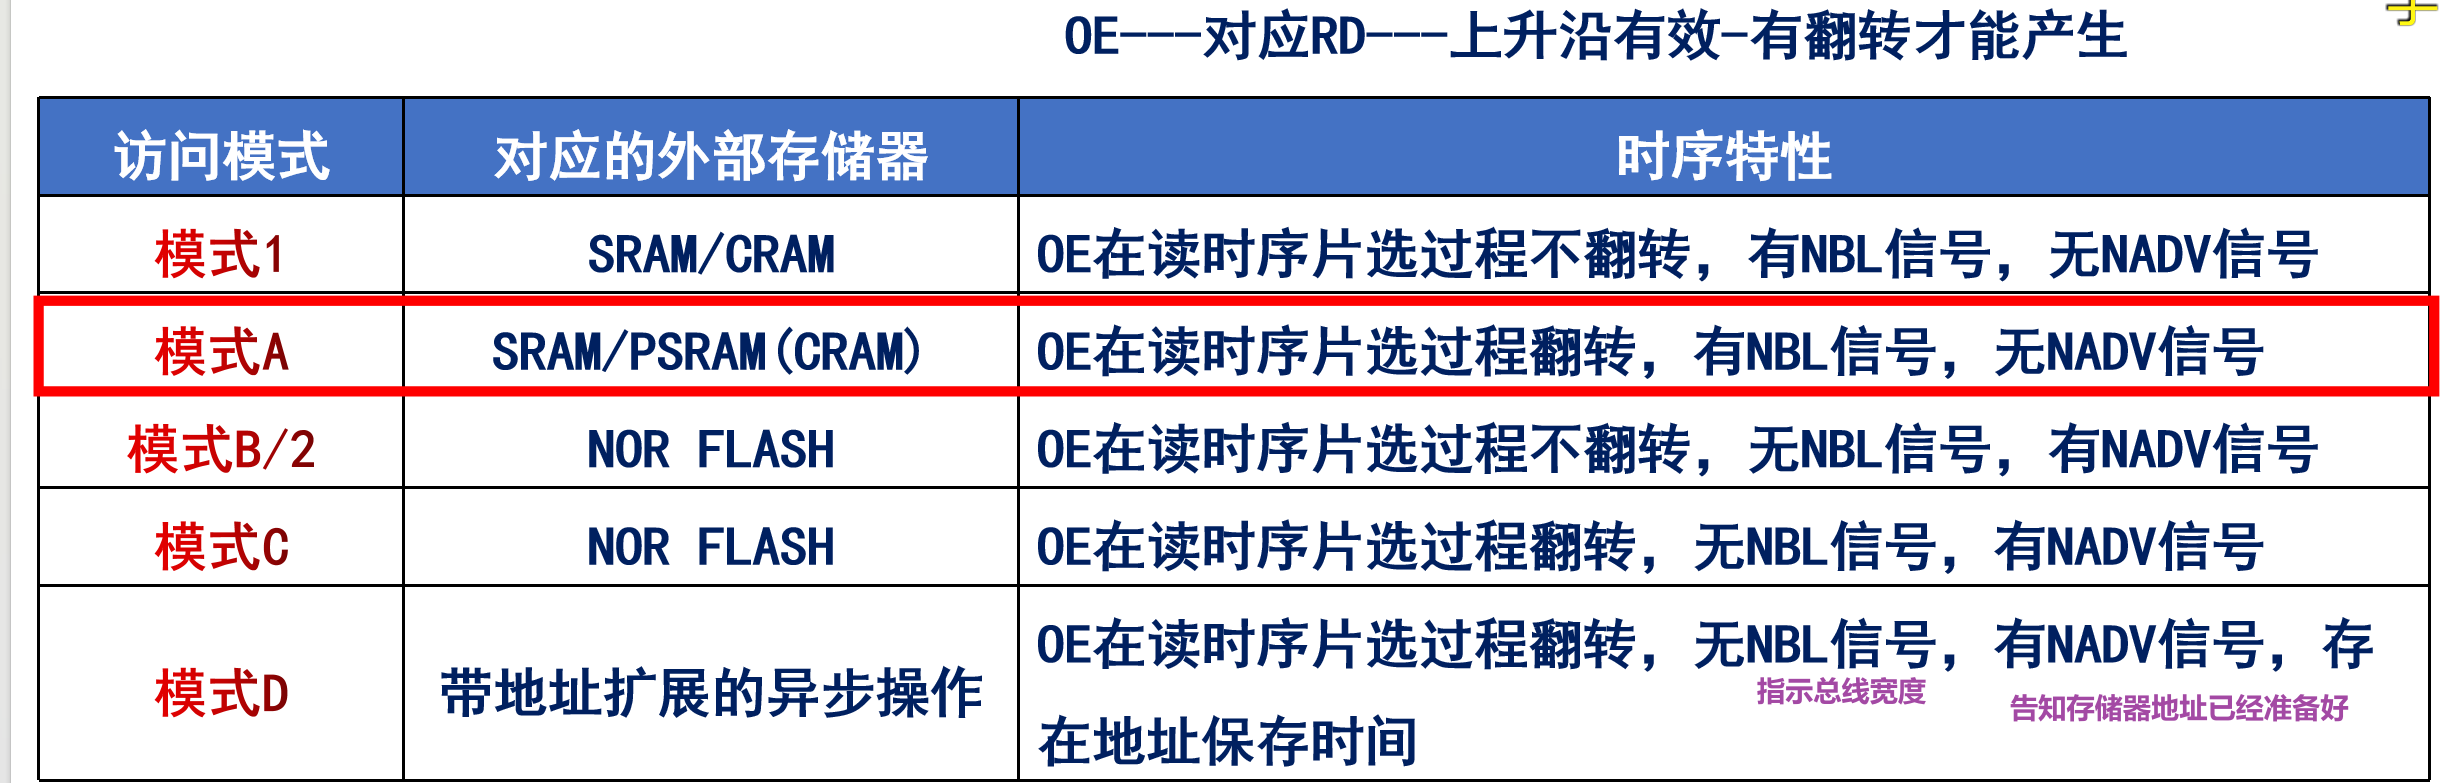 OE---对应RD---上升沿有效-有翻转才能产生
访问模式 对应的外部存储器 时序特性
模式1 SRAM/CRAM OE在读时序片选过程不翻转，有NBL信号，无NADV信号
模式A SRAM/PSRAM(CRAM) OE在读时序片选过程翻转，有NBL信号，无NADV信号
模式B/2 NOR FLASH OE在读时序片选过程不翻转，无NBL信号，有NADV信号
模式C NOR FLASH OE在读时序片选过程翻转，无NBL信号，有NADV信号
模式D 带地址扩展的异步操作 OE在读时序片选过程翻转，无NBL信号，有NADV信号，存
指示总线宽度 告知存储器地址已经准备好
在地址保存时间